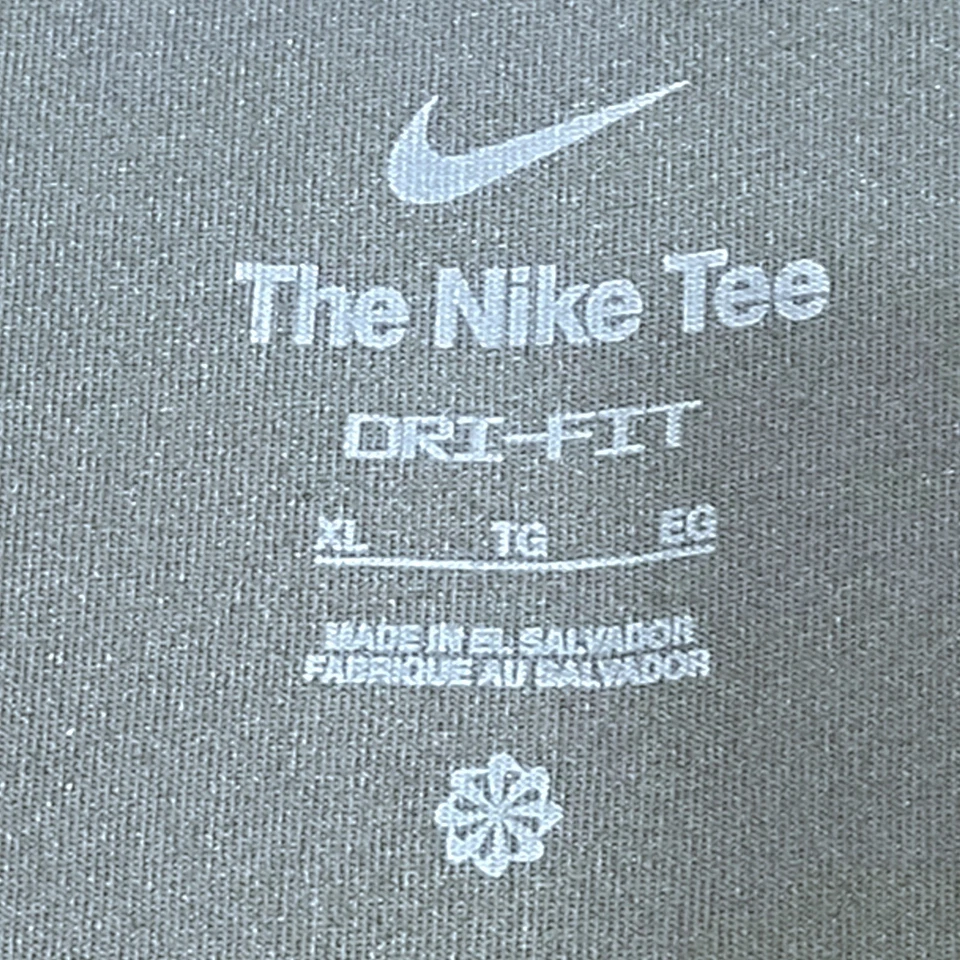 The Nike Tee
DRI-FIT
XL TG EG
MADE IN EL SALVADOR
FABRIQUE AU SALVADOR